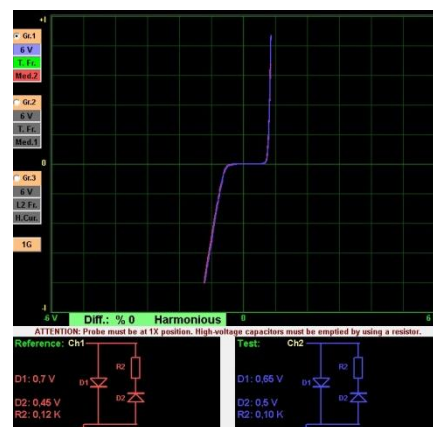 +I
Gr.1
6 V
T. Fr.
Med.2
Gr.2
6 V
T. Fr.
Med.1
0
Gr.3
6 V
L2 Fr.
H.Cur.
1G
-I
-6 V
Diff.: % 0 Harmonious
0
6
ATTENTION: Probe must be at 1X position. High-voltage capacitors must be emptied by using a resistor.
Reference: Ch1
R2
D1: 0,7 V
D1
D2: 0,45 V
D2
R2: 0,12 K
Test: Ch2
R2
D1: 0,65 V
D1
D2: 0,5 V
D2
R2: 0,10 K